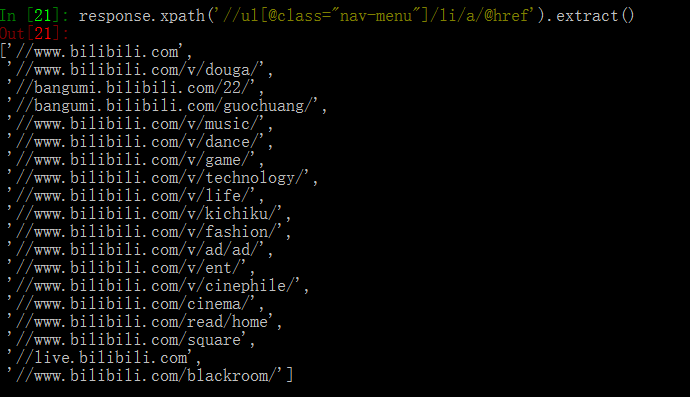 In [21]: response.xpath('//ul[@class="nav-menu"]/li/a/@href').extract()
Out[21]:
['//www.bilibili.com',
 '//www.bilibili.com/v/douga/',
 '//bangumi.bilibili.com/22/',
 '//bangumi.bilibili.com/guochuang/',
 '//www.bilibili.com/v/music/',
 '//www.bilibili.com/v/dance/',
 '//www.bilibili.com/v/game/',
 '//www.bilibili.com/v/technology/',
 '//www.bilibili.com/v/life/',
 '//www.bilibili.com/v/kichiku/',
 '//www.bilibili.com/v/fashion/',
 '//www.bilibili.com/v/ad/ad/',
 '//www.bilibili.com/v/ent/',
 '//www.bilibili.com/v/cinephile/',
 '//www.bilibili.com/cinema/',
 '//www.bilibili.com/read/home',
 '//www.bilibili.com/square',
 '//live.bilibili.com',
 '//www.bilibili.com/blackroom/']